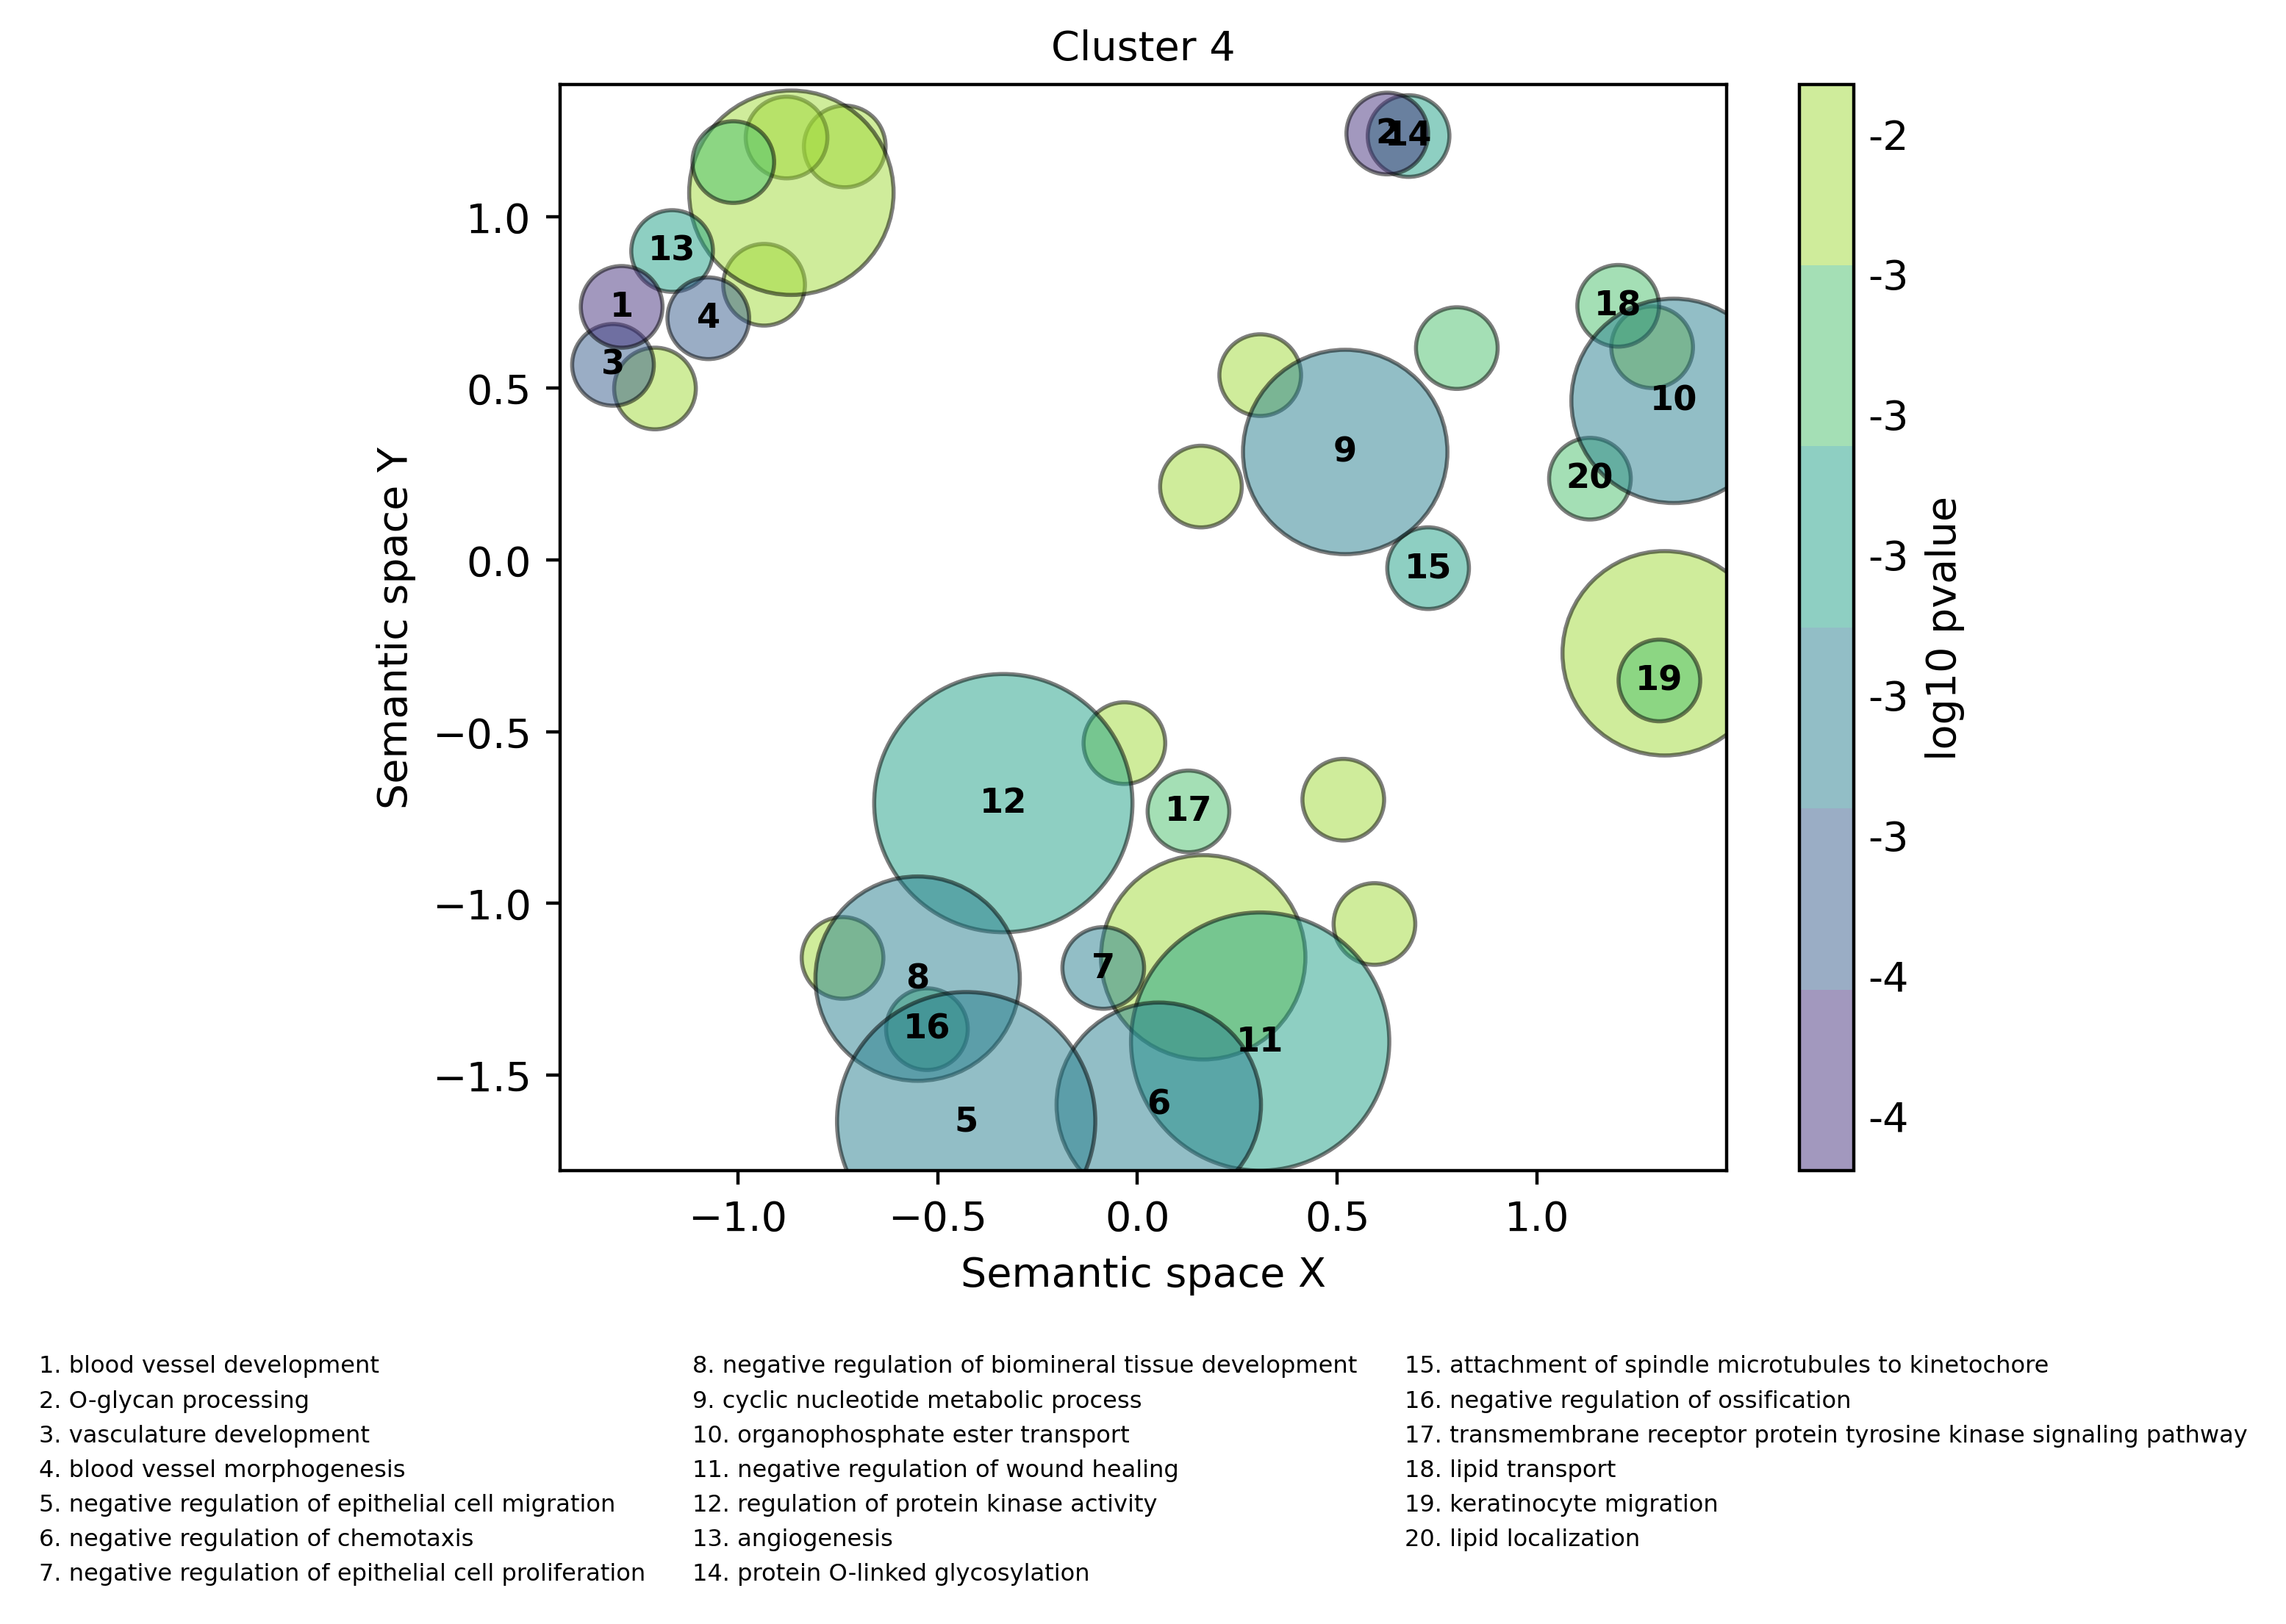 Cluster 4
2
14
13
1
4
3
18
10
9
20
15
19
12
17
8
7
16
11
6
5
1.0
0.5
0.0
−0.5
−1.0
−1.5
Semantic space Y
−1.0 −0.5 0.0 0.5 1.0
Semantic space X
-2
-3
-3
-3
-3
-3
-4
-4
log10 pvalue
1. blood vessel development
2. O-glycan processing
3. vasculature development
4. blood vessel morphogenesis
5. negative regulation of epithelial cell migration
6. negative regulation of chemotaxis
7. negative regulation of epithelial cell proliferation
8. negative regulation of biomineral tissue development
9. cyclic nucleotide metabolic process
10. organophosphate ester transport
11. negative regulation of wound healing
12. regulation of protein kinase activity
13. angiogenesis
14. protein O-linked glycosylation
15. attachment of spindle microtubules to kinetochore
16. negative regulation of ossification
17. transmembrane receptor protein tyrosine kinase signaling pathway
18. lipid transport
19. keratinocyte migration
20. lipid localization